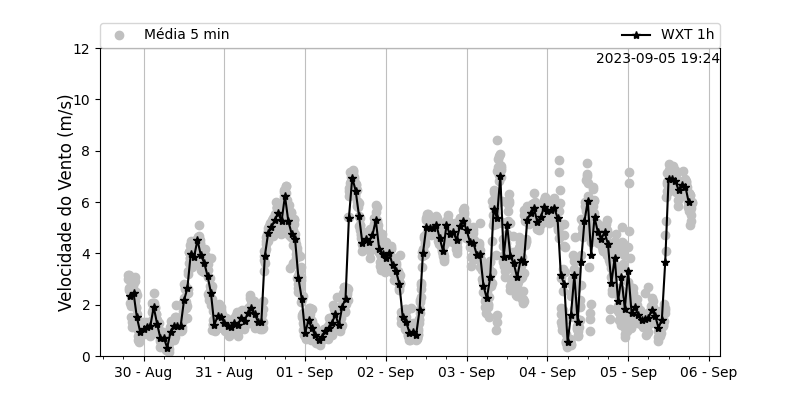 Média 5 min
WXT 1h
2023-09-05 19:24
Velocidade do Vento (m/s)
12
10
8
6
4
2
0
30 - Aug
31 - Aug
01 - Sep
02 - Sep
03 - Sep
04 - Sep
05 - Sep
06 - Sep